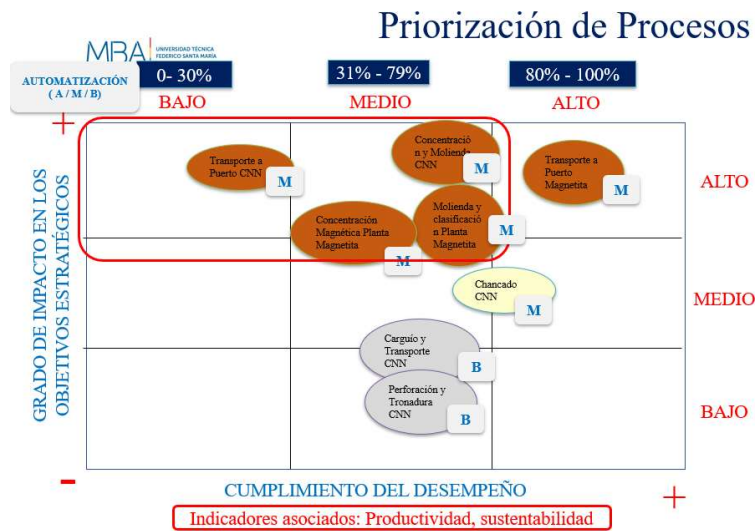 Priorización de Procesos
MBA
UNIVERSIDAD TÉCNICA
FEDERICO SANTA MARÍA
AUTOMATIZACIÓN
( A / M / B)
0- 30%
31% - 79%
80% - 100%
BAJO
MEDIO
ALTO
+
GRADO DE IMPACTO EN LOS
OBJETIVOS ESTRATÉGICOS
-
Transporte a
Puerto CNN
M
Concentració
n y Molienda
CNN
M
Transporte a
Puerto
Magnetita
M
ALTO
Concentración
Magnética Planta
Magnetita
M
Molienda y
clasificació
n Planta
Magnetita
M
Chancado
CNN
M
MEDIO
Carguío y
Transporte
CNN
B
Perforación y
Tronadura
CNN
B
BAJO
CUMPLIMIENTO DEL DESEMPEÑO
+
Indicadores asociados: Productividad, sustentabilidad